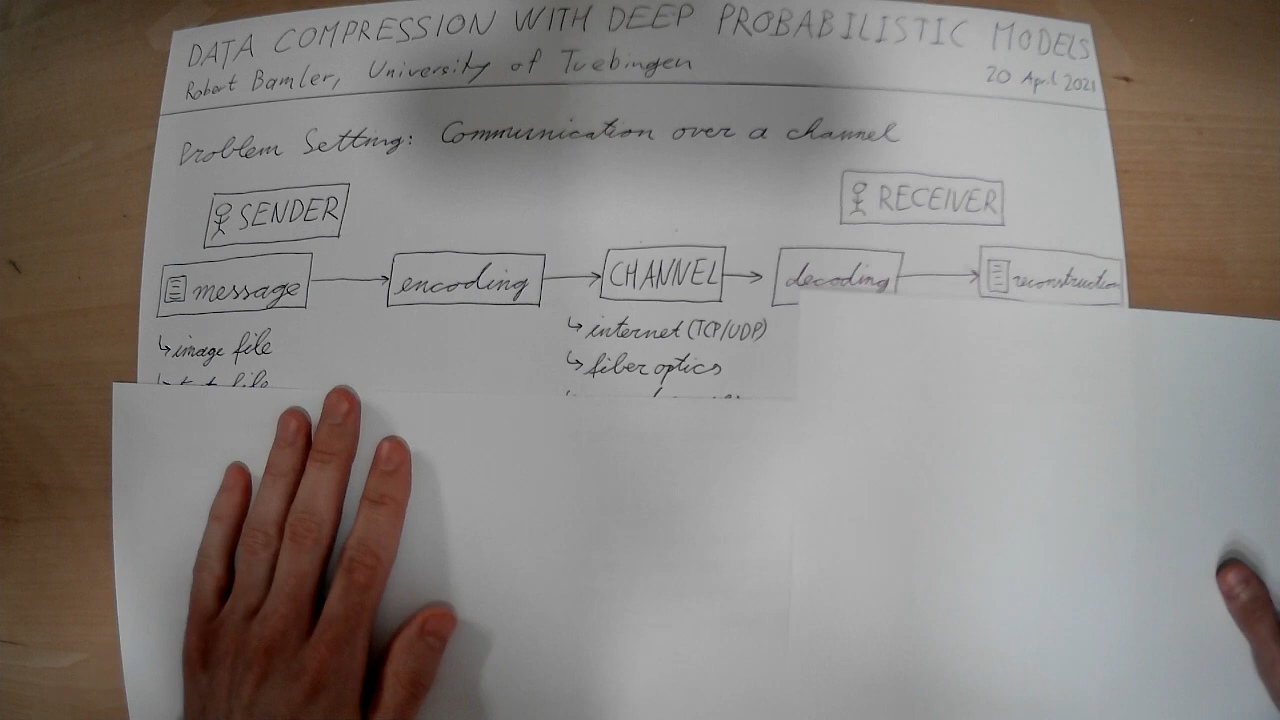 DATA COMPRESSION WITH DEEP PROBABILISTIC MODELS
Robert Bamler, University of Tuebingen
20 April 2021
Problem Setting: Communication over a channel
SENDER
RECEIVER
message
encoding
CHANNEL
decoding
reconstruction
↳ image file
↳ internet (TCP/UDP)
↳ fiber optics